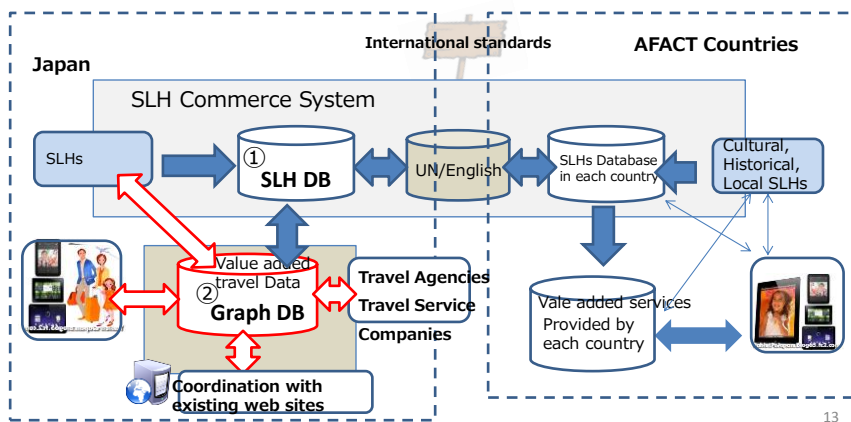 International standards
AFACT Countries
Japan
SLH Commerce System
SLHs
①
SLH DB
UN/English
SLHs Database
in each country
Cultural,
Historical,
Local SLHs
Value added
travel Data
②
Graph DB
Travel Agencies
Travel Service
Companies
Vale added services
Provided by
each country
Coordination with
existing web sites
13